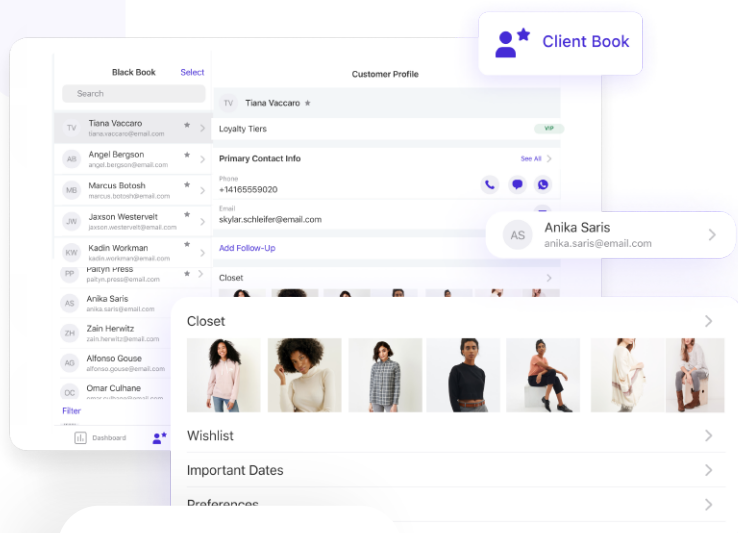 Client Book
Black Book
Select
Search
TV
Tiana Vaccaro
tiana.vaccaro@email.com
AB
Angel Bergson
angel.bergson@email.com
MB
Marcus Botosh
marcus.botosh@email.com
JW
Jaxson Westervelt
jaxson.westervelt@email.com
KW
Kadin Workman
kadin.workman@email.com
PP
Paityn Press
paityn.press@email.com
AS
Anika Saris
anika.saris@email.com
ZH
Zain Herwitz
zain.herwitz@email.com
AG
Alfonso Gouse
alfonso.gouse@email.com
OC
Omar Culhane
omar.culhane@email.com
Filter
Dashboard
Customer Profile
TV Tiana Vaccaro
Loyalty Tiers
VIP
Primary Contact Info
See All
Phone
+14165559020
Email
skylar.schleifer@email.com
Add Follow-Up
Closet
AS
Anika Saris
anika.saris@email.com
Closet
Wishlist
Important Dates
Preferences